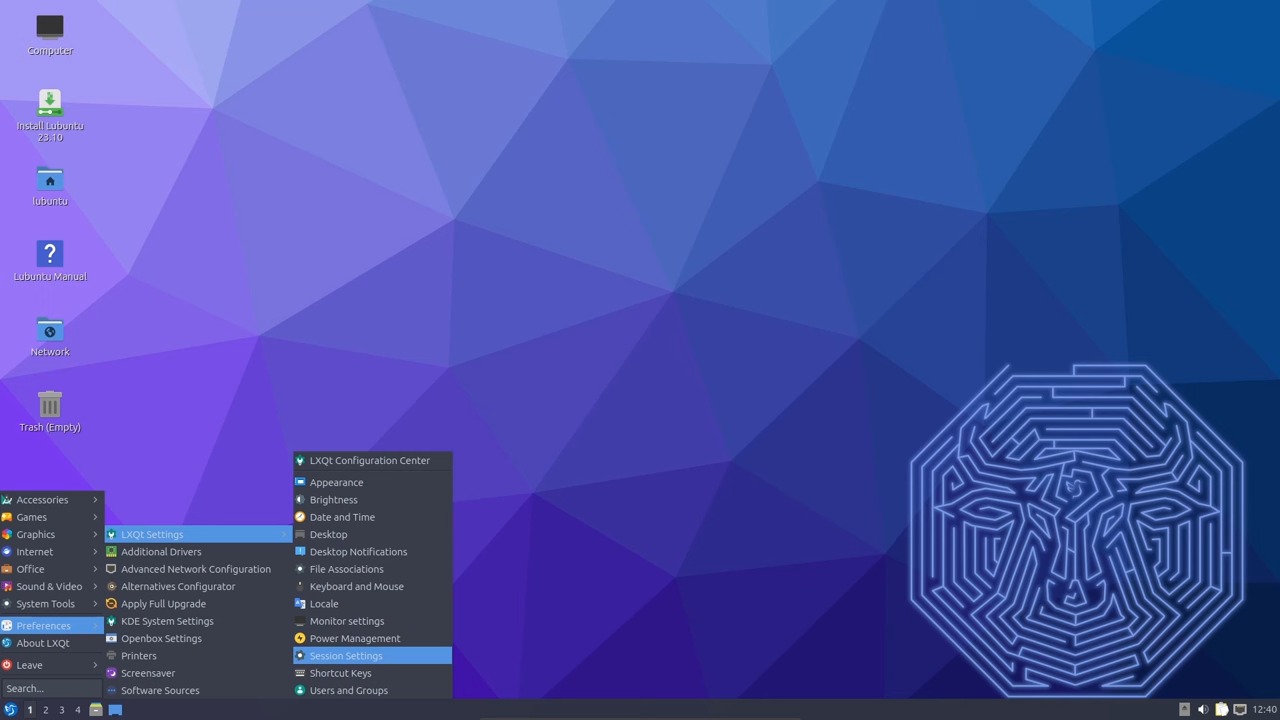 Computer
Install Lubuntu
23.10
lubuntu
?
Lubuntu Manual
Network
Trash (Empty)
Accessories
Games
Graphics
Internet
Office
Sound & Video
System Tools
Preferences
About LXQt
Leave
Search...
LXQt Settings
Additional Drivers
Advanced Network Configuration
Alternatives Configurator
Apply Full Upgrade
KDE System Settings
Openbox Settings
Printers
Screensaver
Software Sources
LXQt Configuration Center
Appearance
Brightness
Date and Time
Desktop
Desktop Notifications
File Associations
Keyboard and Mouse
Locale
Monitor settings
Power Management
Session Settings
Shortcut Keys
Users and Groups
1 2 3 4
12:40